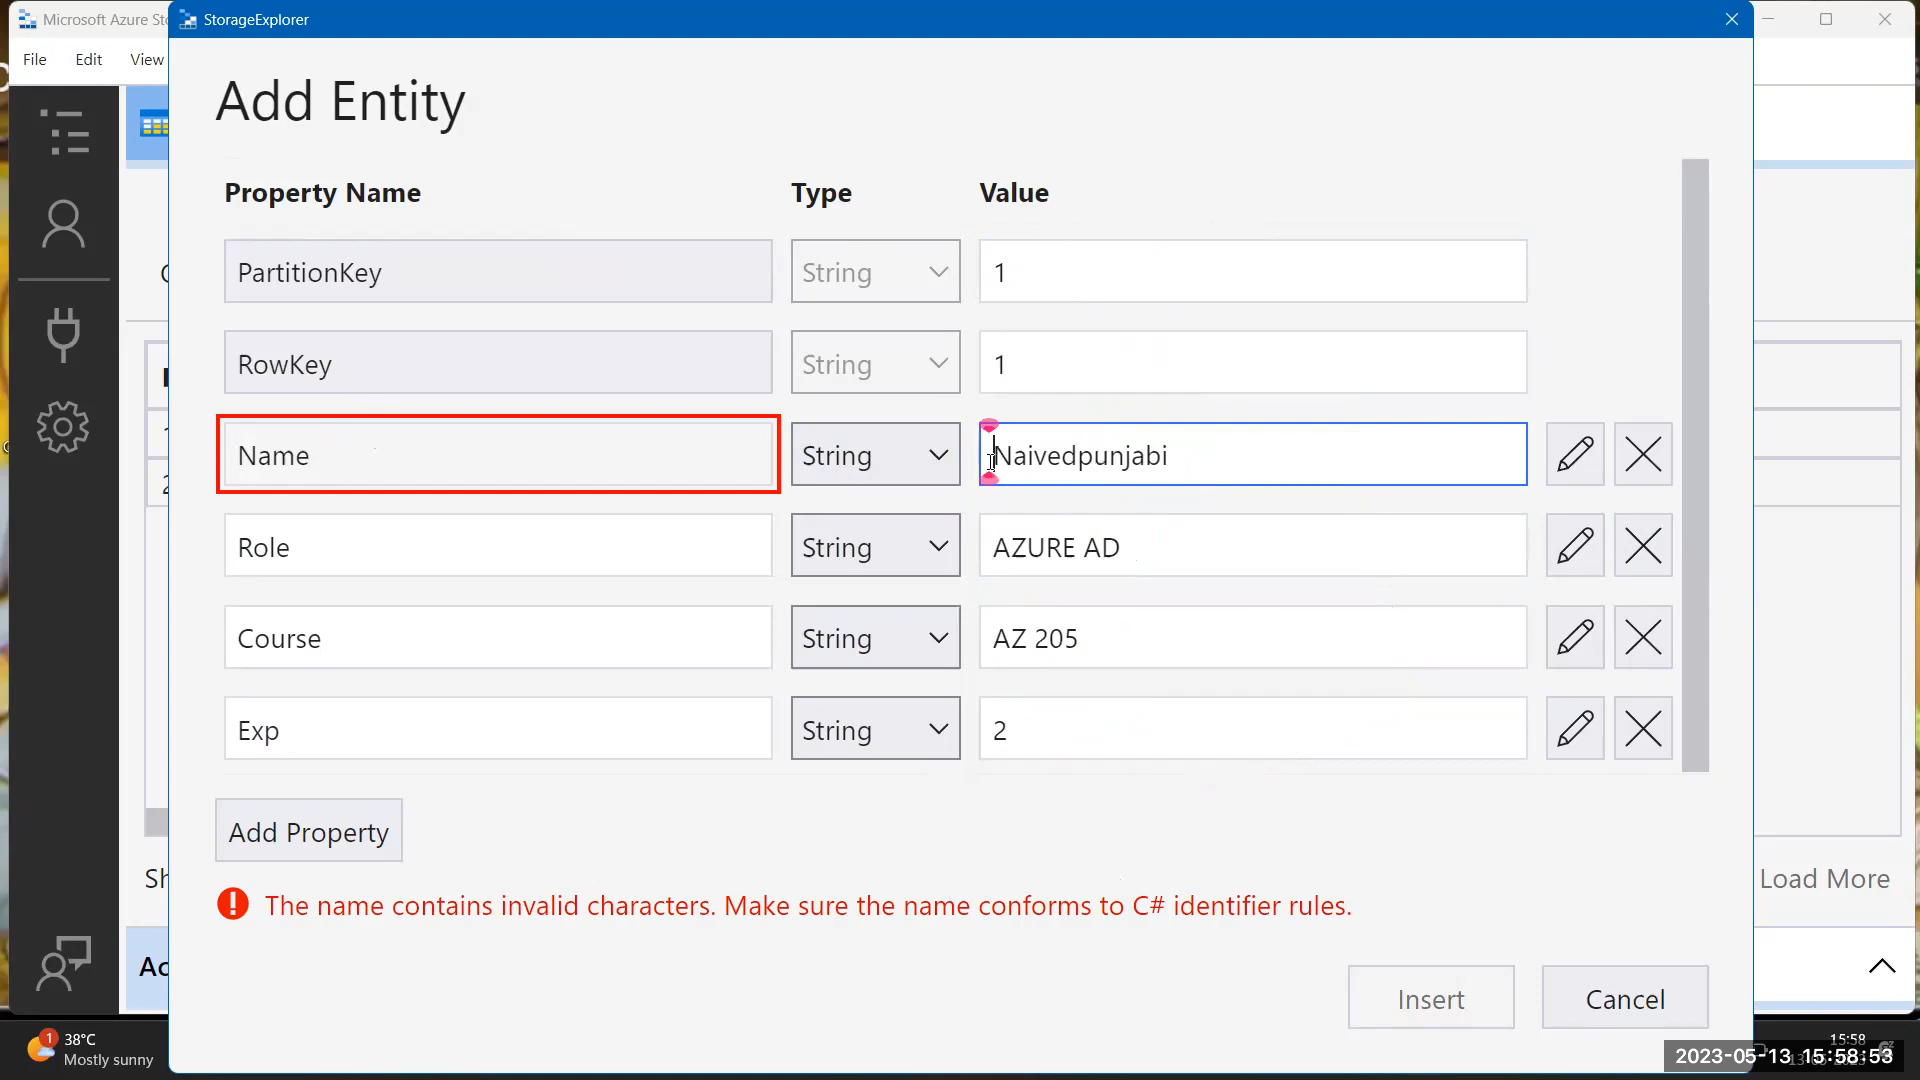 Microsoft Azure Sto
StorageExplorer
File Edit View
Add Entity
Property Name Type Value
PartitionKey String 1
RowKey String 1
Name String Naivedpunjabi
Role String AZURE AD
Course String AZ 205
Exp String 2
Add Property
The name contains invalid characters. Make sure the name conforms to C# identifier rules.
Load More
Insert Cancel
1
38°C
Mostly sunny
15:58
2023-05-13 15:58:53